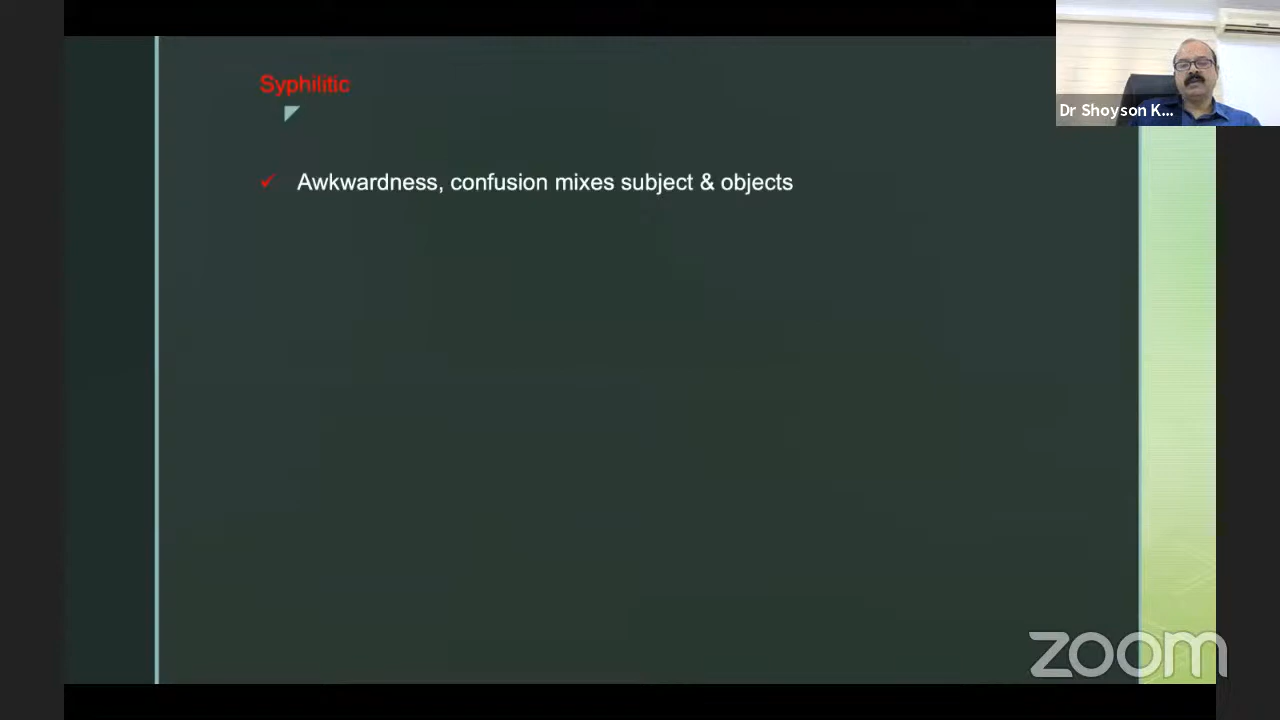 Syphilitic
Dr Shoyson K...
✓ Awkwardness, confusion mixes subject & objects
zoom